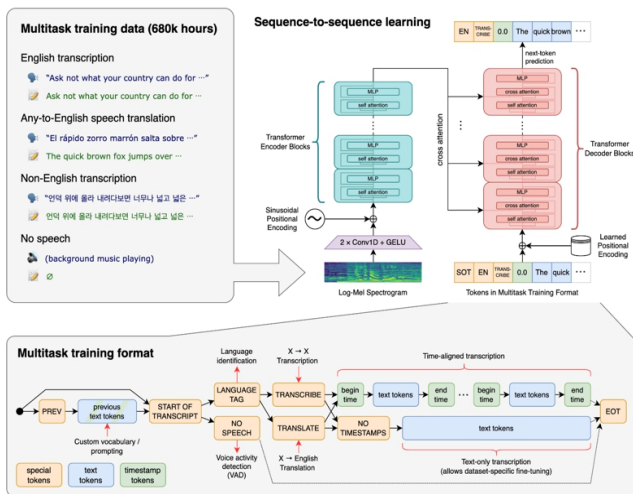 Multitask training data (680k hours)
English transcription
"Ask not what your country can do for ⋯"
Ask not what your country can do for ⋯
Any-to-English speech translation
"El rápido zorro marrón salta sobre ⋯"
The quick brown fox jumps over ⋯
Non-English transcription
"언덕 위에 올라 내려다보면 너무나 넓고 넓은 ⋯"
언덕 위에 올라 내려다보면 너무나 넓고 넓은 ⋯
No speech
(background music playing)
∅
Sequence-to-sequence learning
EN
TRANS-
CRIBE
0.0
The
quick
brown
⋯
next-token
prediction
MLP
self attention
MLP
self attention
MLP
self attention
Transformer
Encoder Blocks
cross attention
MLP
cross attention
self attention
MLP
cross attention
self attention
MLP
cross attention
self attention
Transformer
Decoder Blocks
Sinusoidal
Positional
Encoding
2 × Conv1D + GELU
Log-Mel Spectrogram
Learned
Positional
Encoding
SOT
EN
TRANS-
CRIBE
0.0
The
quick
⋯
Tokens in Multitask Training Format
Multitask training format
Language
identification
X → X
Transcription
Time-aligned transcription
PREV
previous
text tokens
START OF
TRANSCRIPT
LANGUAGE
TAG
TRANSCRIBE
begin
time
text tokens
end
time
⋯
begin
time
text tokens
end
time
EOT
Custom vocabulary /
prompting
NO
SPEECH
TRANSLATE
NO
TIMESTAMPS
text tokens
Voice activity
detection (VAD)
X → English
Translation
Text-only transcription
(allows dataset-specific fine-tuning)
special
tokens
text
tokens
timestamp
tokens